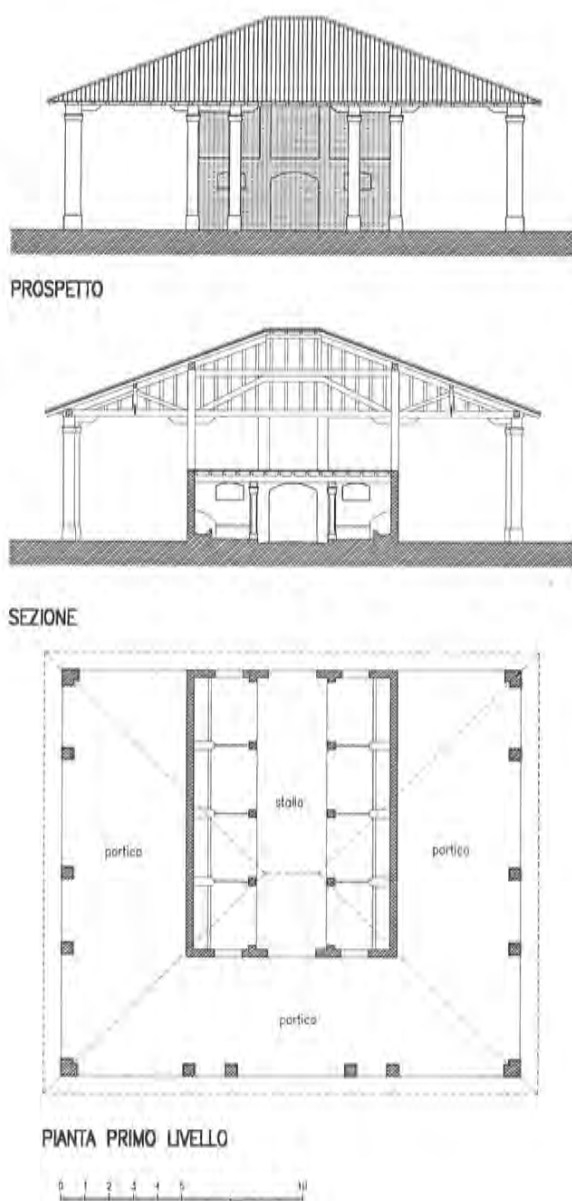 PROSPETTO
SEZIONE
stalla
portico
portico
portico
PIANTA PRIMO LIVELLO
0 1 2 3 4 5 10